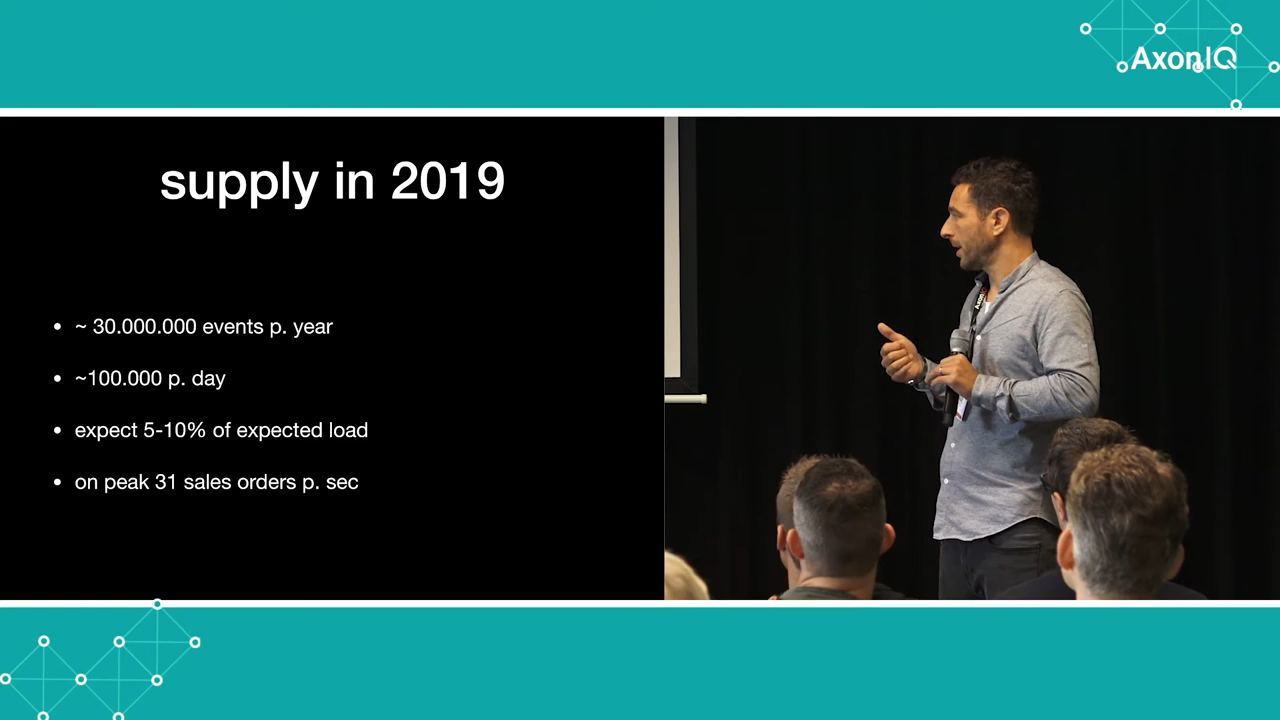 AxonIQ
supply in 2019
• ~ 30.000.000 events p. year
• ~100.000 p. day
• expect 5-10% of expected load
• on peak 31 sales orders p. sec